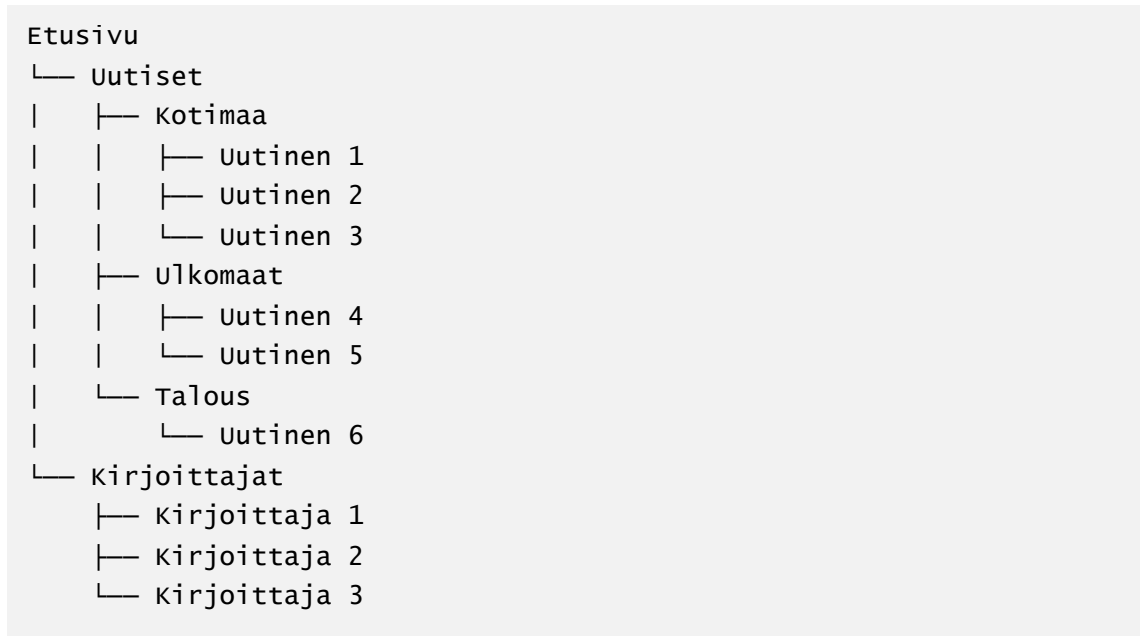 Etusivu
└── Uutiset
|   ├── Kotimaa
|   |   ├── Uutinen 1
|   |   ├── Uutinen 2
|   |   └── Uutinen 3
|   ├── Ulkomaat
|   |   ├── Uutinen 4
|   |   └── Uutinen 5
|   └── Talous
|       └── Uutinen 6
└── Kirjoittajat
    ├── Kirjoittaja 1
    ├── Kirjoittaja 2
    └── Kirjoittaja 3